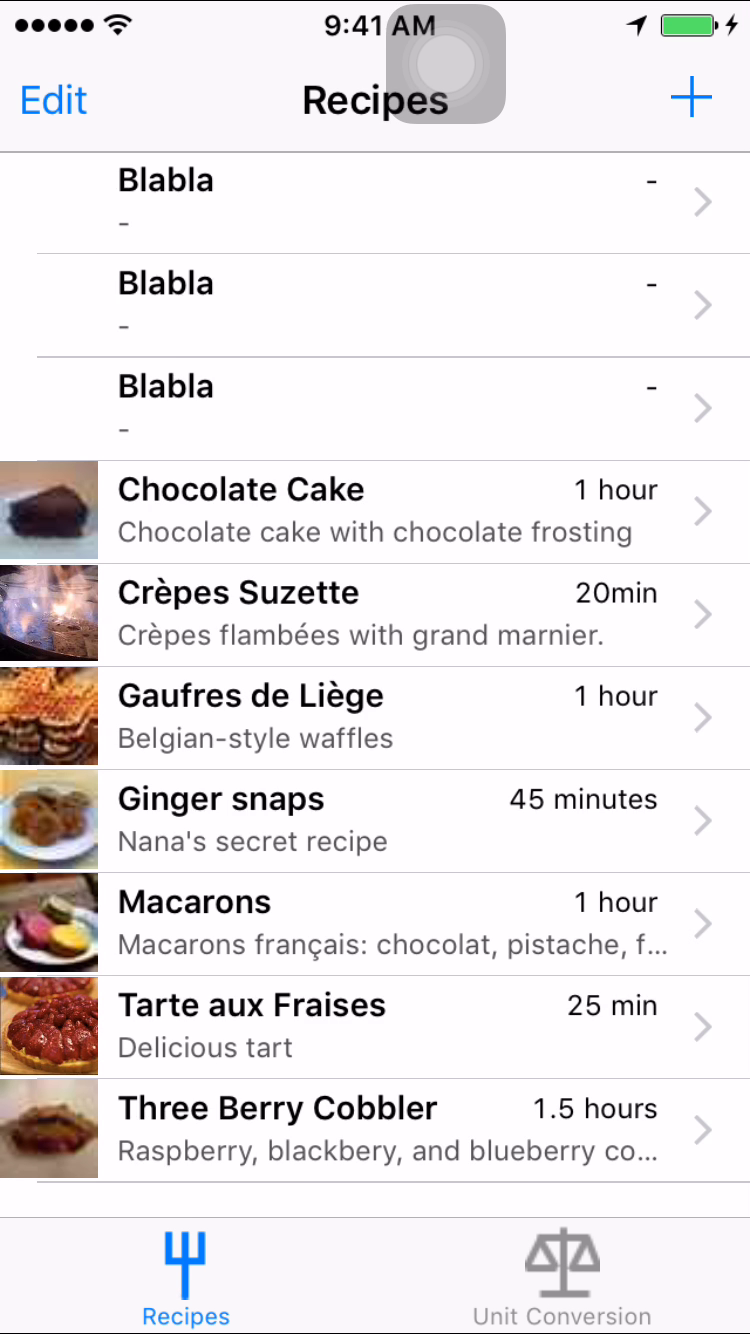 9:41 AM
Edit
Recipes
Blabla
-
-
Blabla
-
-
Blabla
-
-
Chocolate Cake
1 hour
Chocolate cake with chocolate frosting
Crèpes Suzette
20min
Crèpes flambées with grand marnier.
Gaufres de Liège
1 hour
Belgian-style waffles
Ginger snaps
45 minutes
Nana's secret recipe
Macarons
1 hour
Macarons français: chocolat, pistache, f...
Tarte aux Fraises
25 min
Delicious tart
Three Berry Cobbler
1.5 hours
Raspberry, blackbery, and blueberry co...
Recipes
Unit Conversion